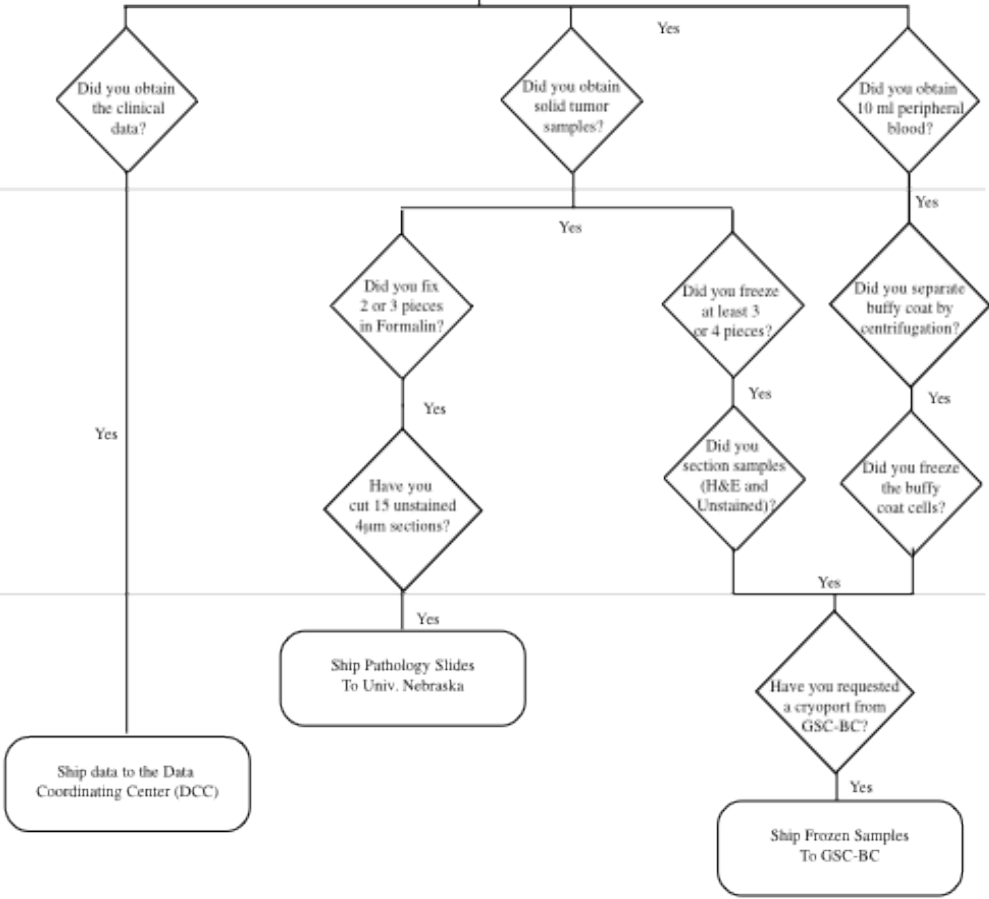 Yes
Did you obtain
the clinical
data?
Did you obtain
solid tumor
samples?
Did you obtain
10 ml peripheral
blood?
Yes
Yes
Did you fix
2 or 3 pieces
in Formalin?
Did you freeze
at least 3
or 4 pieces?
Did you separate
buffy coat by
centrifugation?
Yes
Yes
Yes
Yes
Have you
cut 15 unstained
4µm sections?
Did you
section samples
(H&E and
Unstained)?
Did you freeze
the buffy
coat cells?
Yes
Yes
Ship Pathology Slides
To Univ. Nebraska
Have you requested
a cryoport from
GSC-BC?
Ship data to the Data
Coordinating Center (DCC)
Yes
Ship Frozen Samples
To GSC-BC